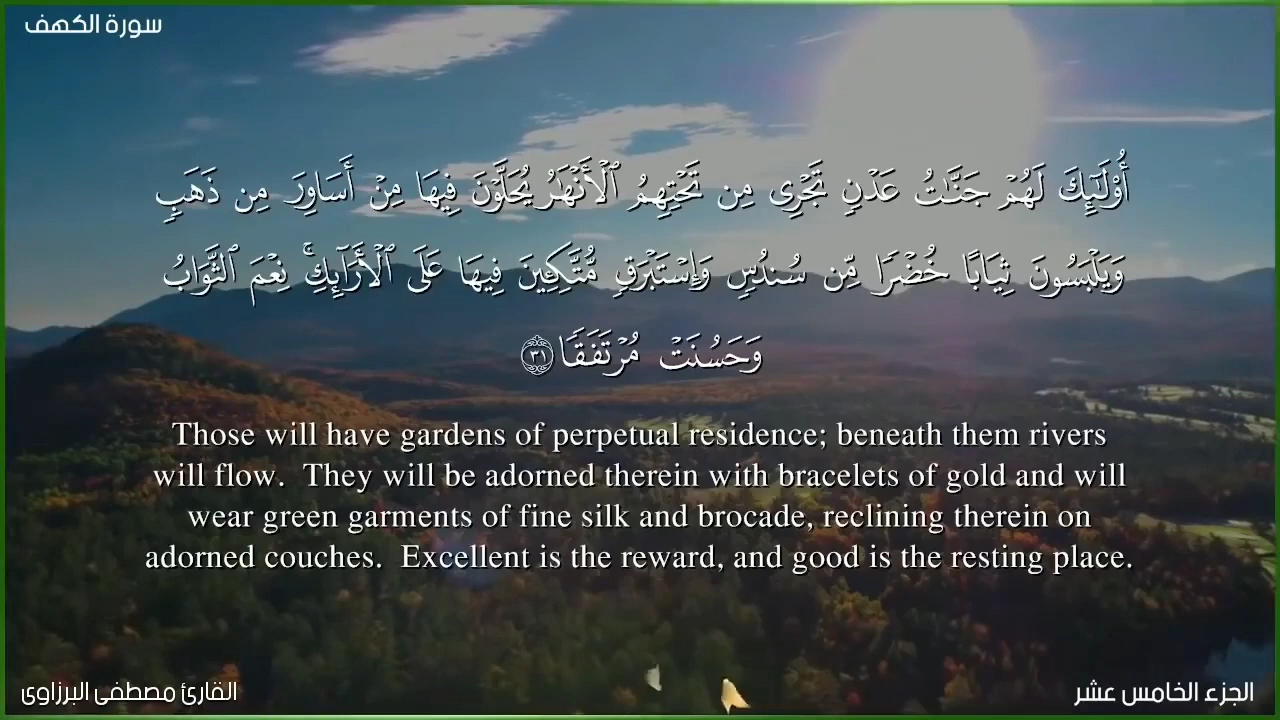 سورة الكهف
أُو۟لَـٰٓئِكَ لَهُمْ جَنَّـٰتُ عَدْنٍ تَجْرِى مِن تَحْتِهِمُ ٱلْأَنْهَـٰرُ يُحَلَّوْنَ فِيهَا مِنْ أَسَاوِرَ مِن ذَهَبٍ
وَيَلْبَسُونَ ثِيَابًا خُضْرًا مِّن سُندُسٍ وَإِسْتَبْرَقٍ مُّتَّكِـِٔينَ فِيهَا عَلَى ٱلْأَرَآئِكِ ۚ نِعْمَ ٱلثَّوَابُ
وَحَسُنَتْ مُرْتَفَقًا ٣١
Those will have gardens of perpetual residence; beneath them rivers
will flow.  They will be adorned therein with bracelets of gold and will
wear green garments of fine silk and brocade, reclining therein on
adorned couches.  Excellent is the reward, and good is the resting place.
الجزء الخامس عشر
القارئ مصطفى البرزاوى